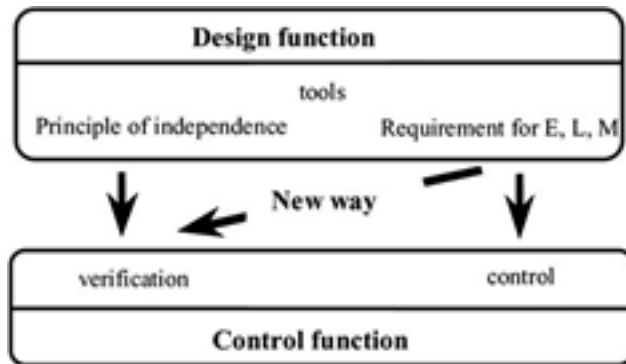 Design function
tools
Principle of independence Requirement for E, L, M
New way
verification control
Control function